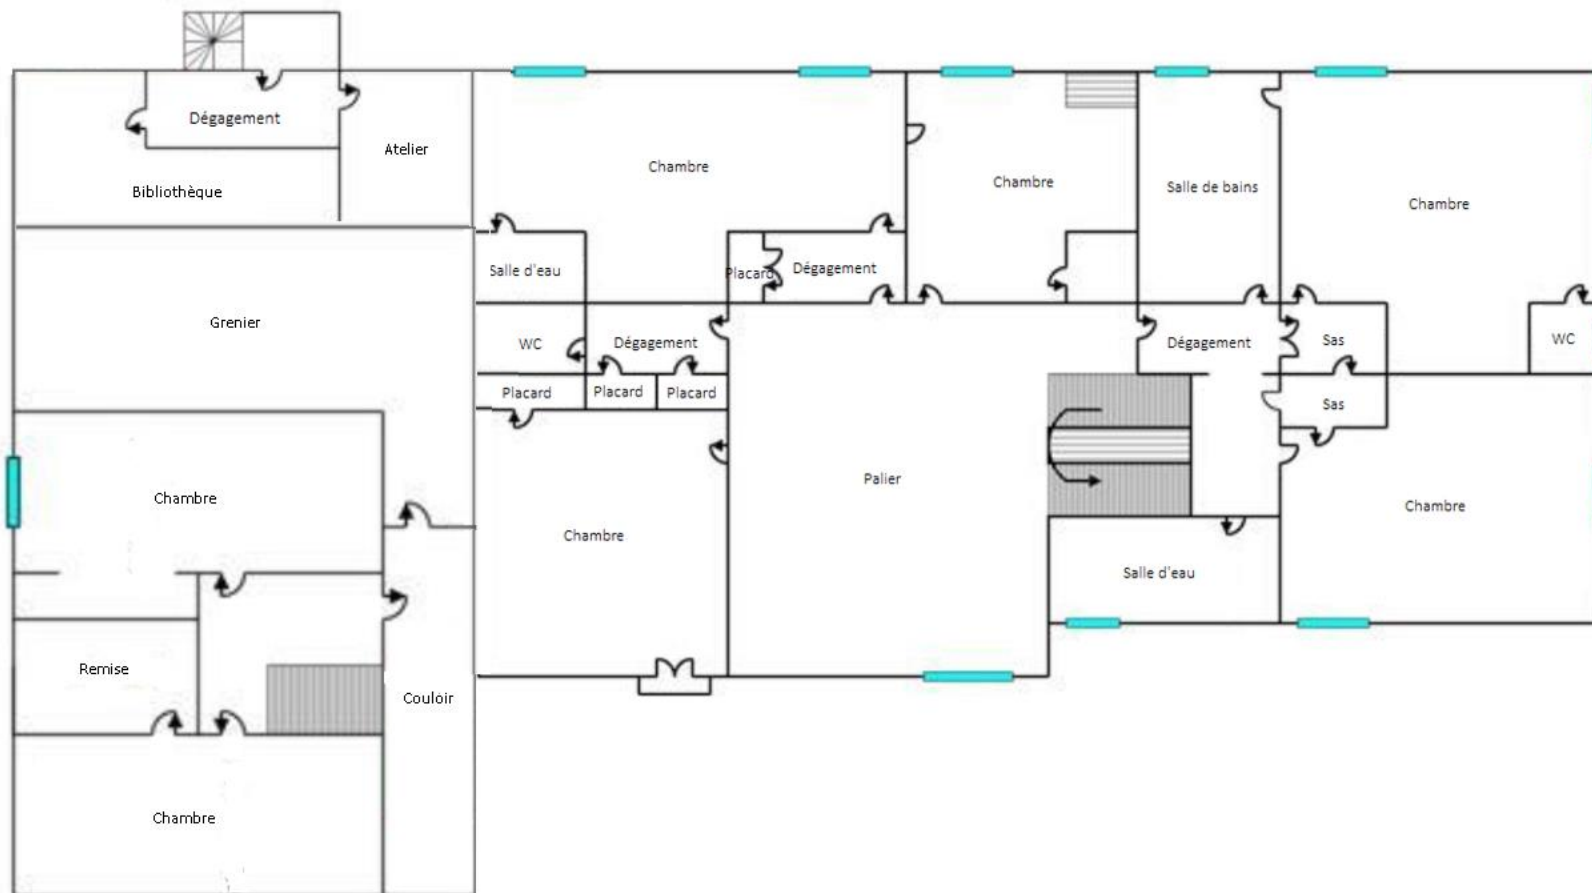 Dégagement
Atelier
Bibliothèque
Chambre
Chambre
Salle de bains
Chambre
Salle d'eau
Placard
Dégagement
Grenier
WC
Dégagement
Dégagement
Sas
WC
Placard
Placard
Placard
Sas
Chambre
Palier
Chambre
Chambre
Salle d'eau
Remise
Couloir
Chambre